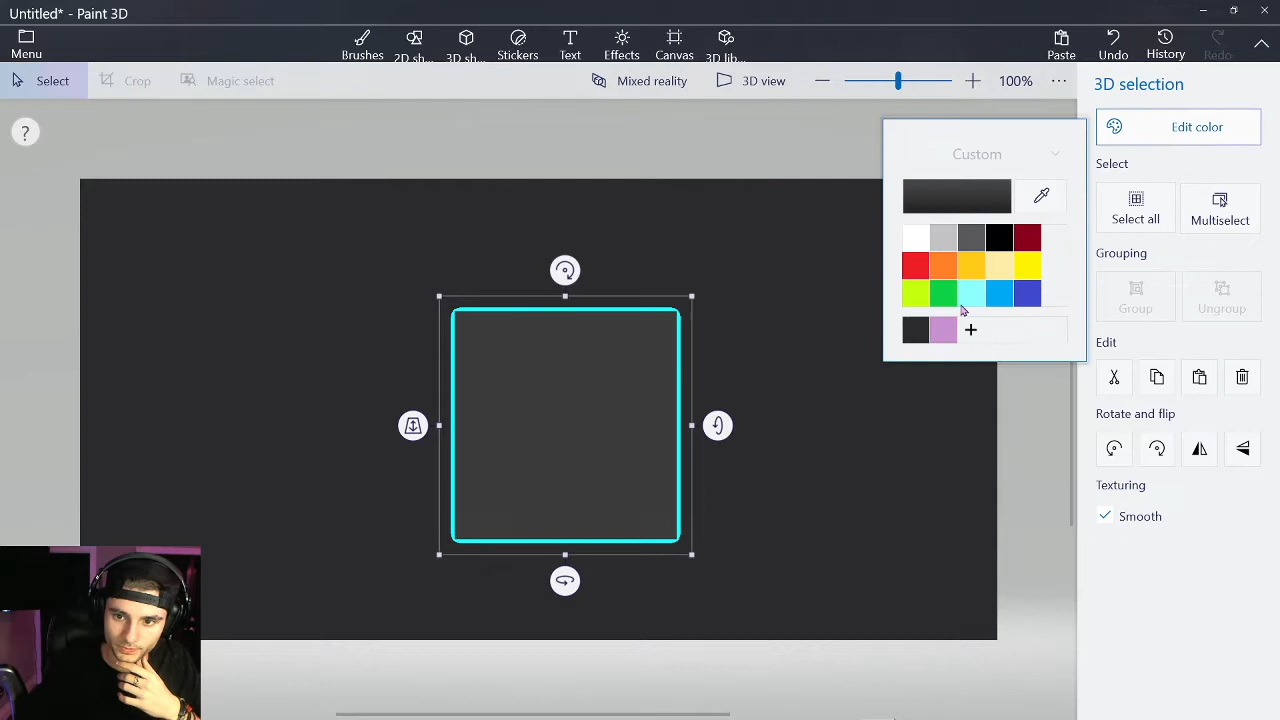 Untitled* - Paint 3D
Menu
Brushes
2D sh...
3D sh...
Stickers
Text
Effects
Canvas
3D lib...
Paste
Undo
History
Redo
Select
Crop
Magic select
Mixed reality
3D view
100%
3D selection
?
Custom
Edit color
Select
Select all
Multiselect
Grouping
Group
Ungroup
Edit
Rotate and flip
Texturing
Smooth